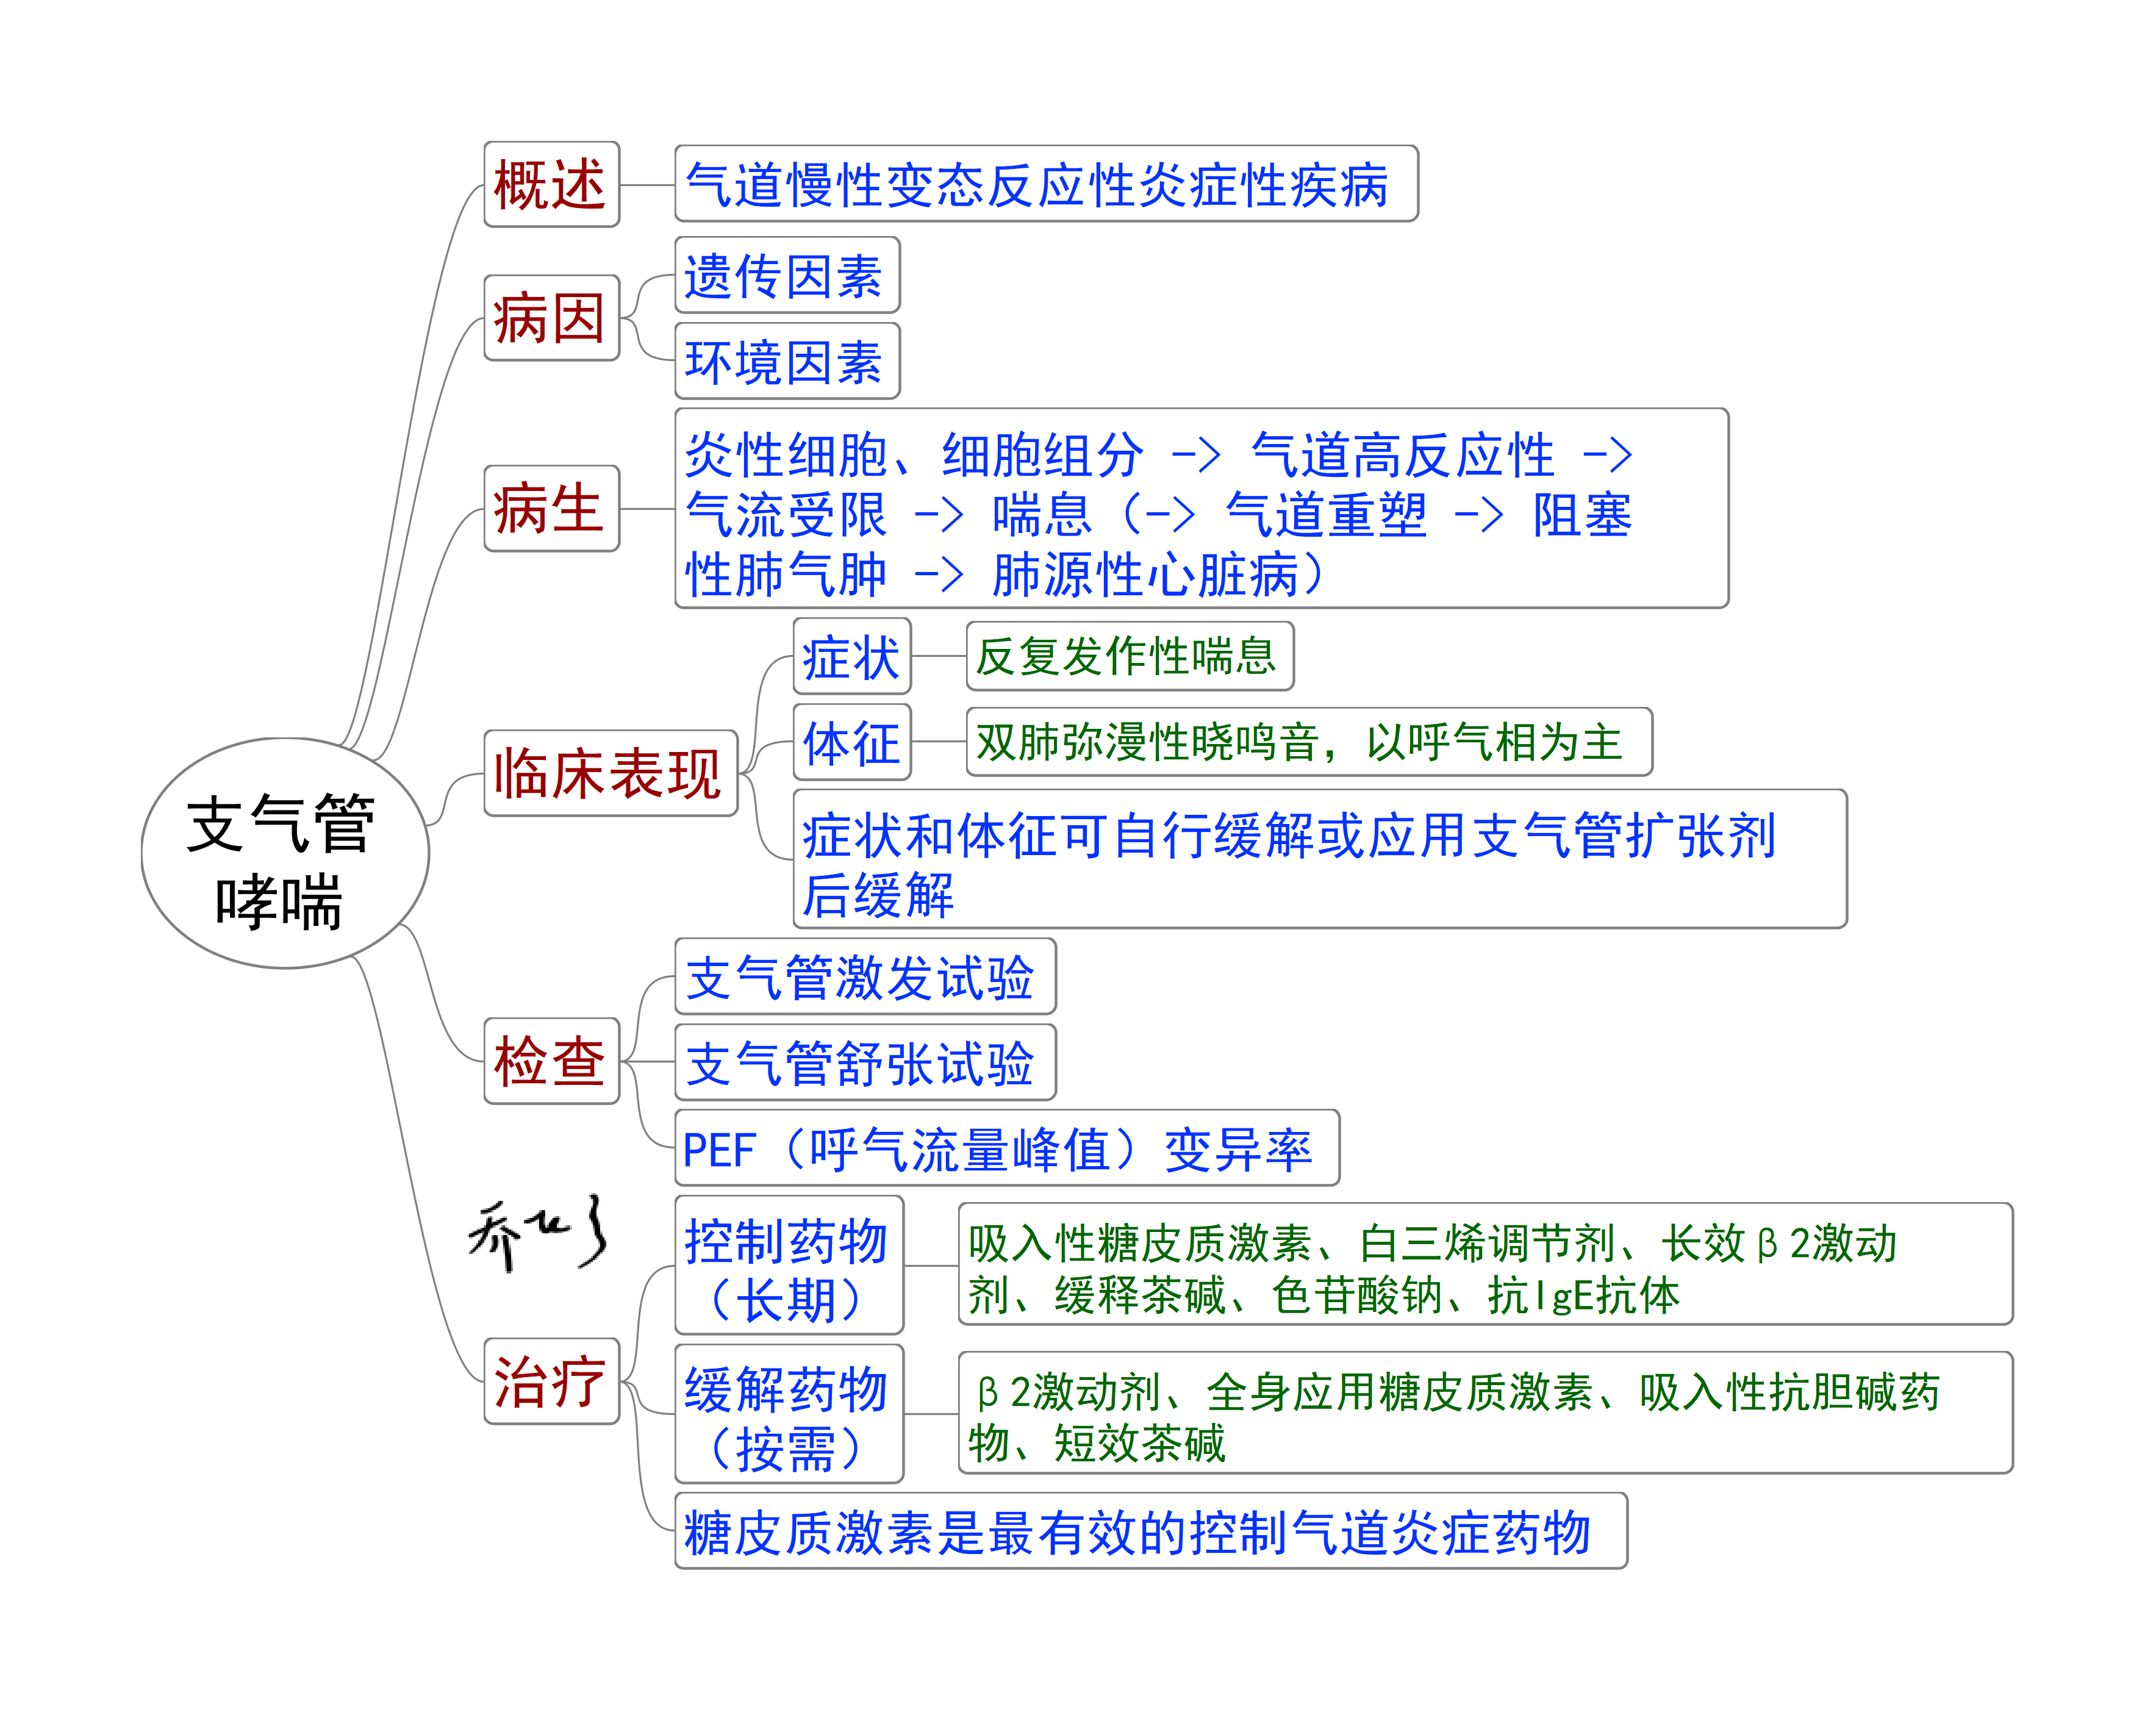 概述
气道慢性变态反应性炎症性疾病
病因
遗传因素
环境因素
病生
炎性细胞、细胞组分 -> 气道高反应性 ->
气流受限 -> 喘息（-> 气道重塑 -> 阻塞
性肺气肿 -> 肺源性心脏病）
支气管
哮喘
临床表现
症状
反复发作性喘息
体征
双肺弥漫性晓鸣音，以呼气相为主
症状和体征可自行缓解或应用支气管扩张剂
后缓解
检查
支气管激发试验
支气管舒张试验
PEF（呼气流量峰值）变异率
治疗
控制药物
（长期）
吸入性糖皮质激素、白三烯调节剂、长效β2激动
剂、缓释茶碱、色苷酸钠、抗IgE抗体
缓解药物
（按需）
β2激动剂、全身应用糖皮质激素、吸入性抗胆碱药
物、短效茶碱
糖皮质激素是最有效的控制气道炎症药物